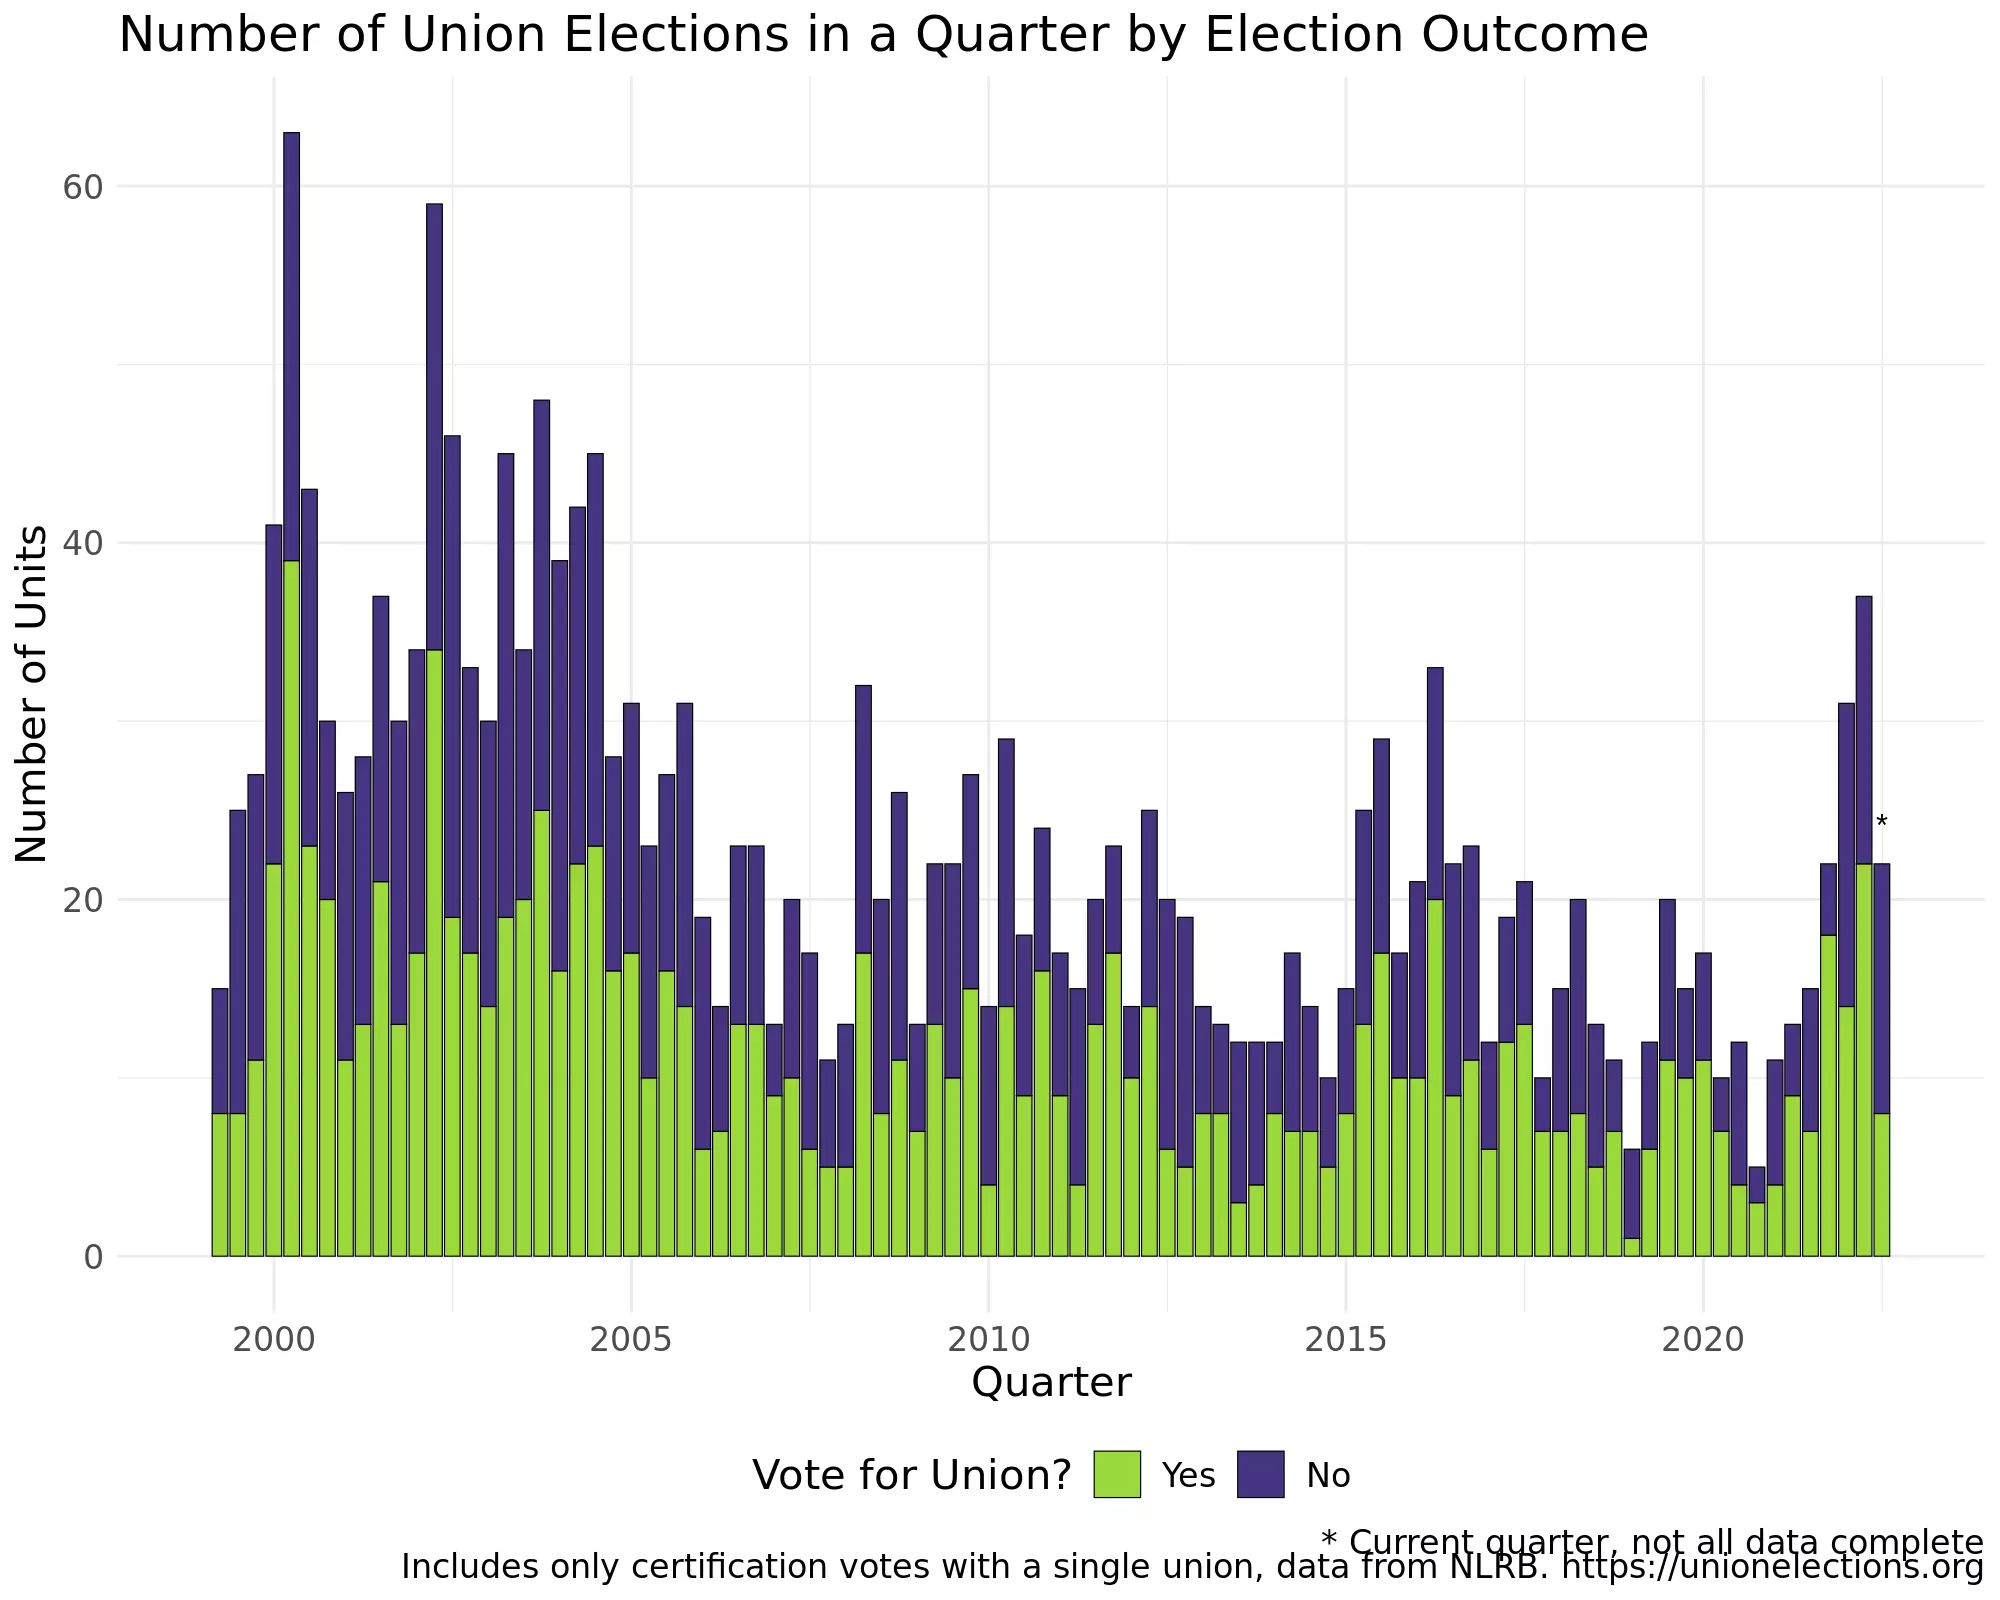 Number of Union Elections in a Quarter by Election Outcome
Number of Units
60
40
20
0
*
2000 2005 2010 2015 2020
Quarter
Vote for Union? Yes No
* Current quarter, not all data complete
Includes only certification votes with a single union, data from NLRB. https://unionelections.org